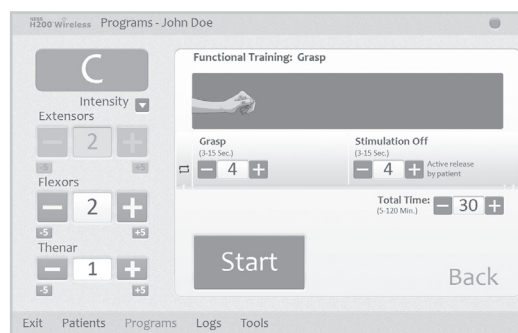 NESS
H200 Wireless Programs - John Doe
C
Intensity
Extensors
2
-5 +5
Flexors
2
-5 +5
Thenar
1
-5 +5
Functional Training: Grasp
Grasp
(3-15 Sec.)
4
Stimulation Off
(3-15 Sec.)
4
Active release
by patient
Total Time:
(5-120 Min.)
30
Start
Back
Exit Patients Programs Logs Tools